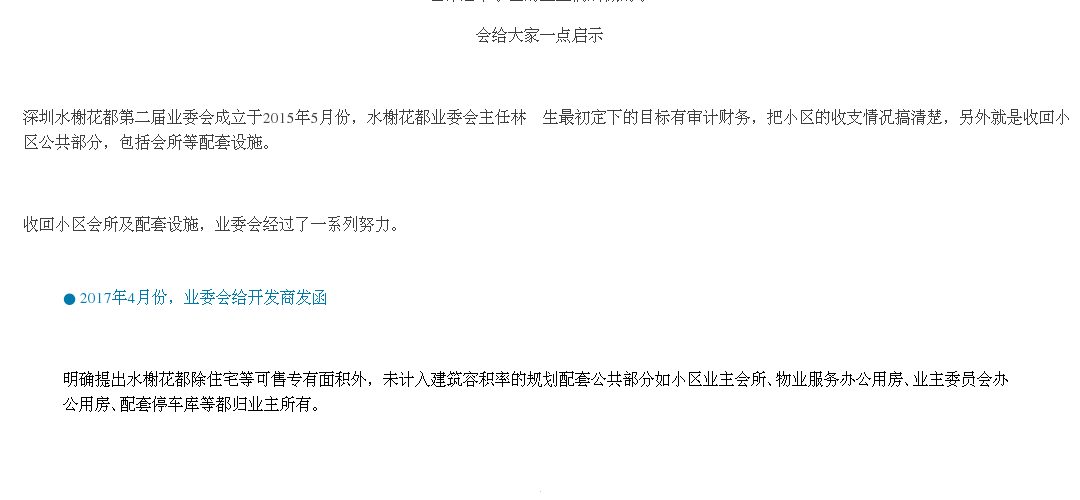 会给大家一点启示
深圳水榭花都第二届业委会成立于2015年5月份，水榭花都业委会主任林　生最初定下的目标有审计财务，把小区的收支情况搞清楚，另外就是收回小
区公共部分，包括会所等配套设施。
收回小区会所及配套设施，业委会经过了一系列努力。
● 2017年4月份，业委会给开发商发函
明确提出水榭花都除住宅等可售专有面积外，未计入建筑容积率的规划配套公共部分如小区业主会所、物业服务办公用房、业主委员会办
公用房、配套停车库等都归业主所有。